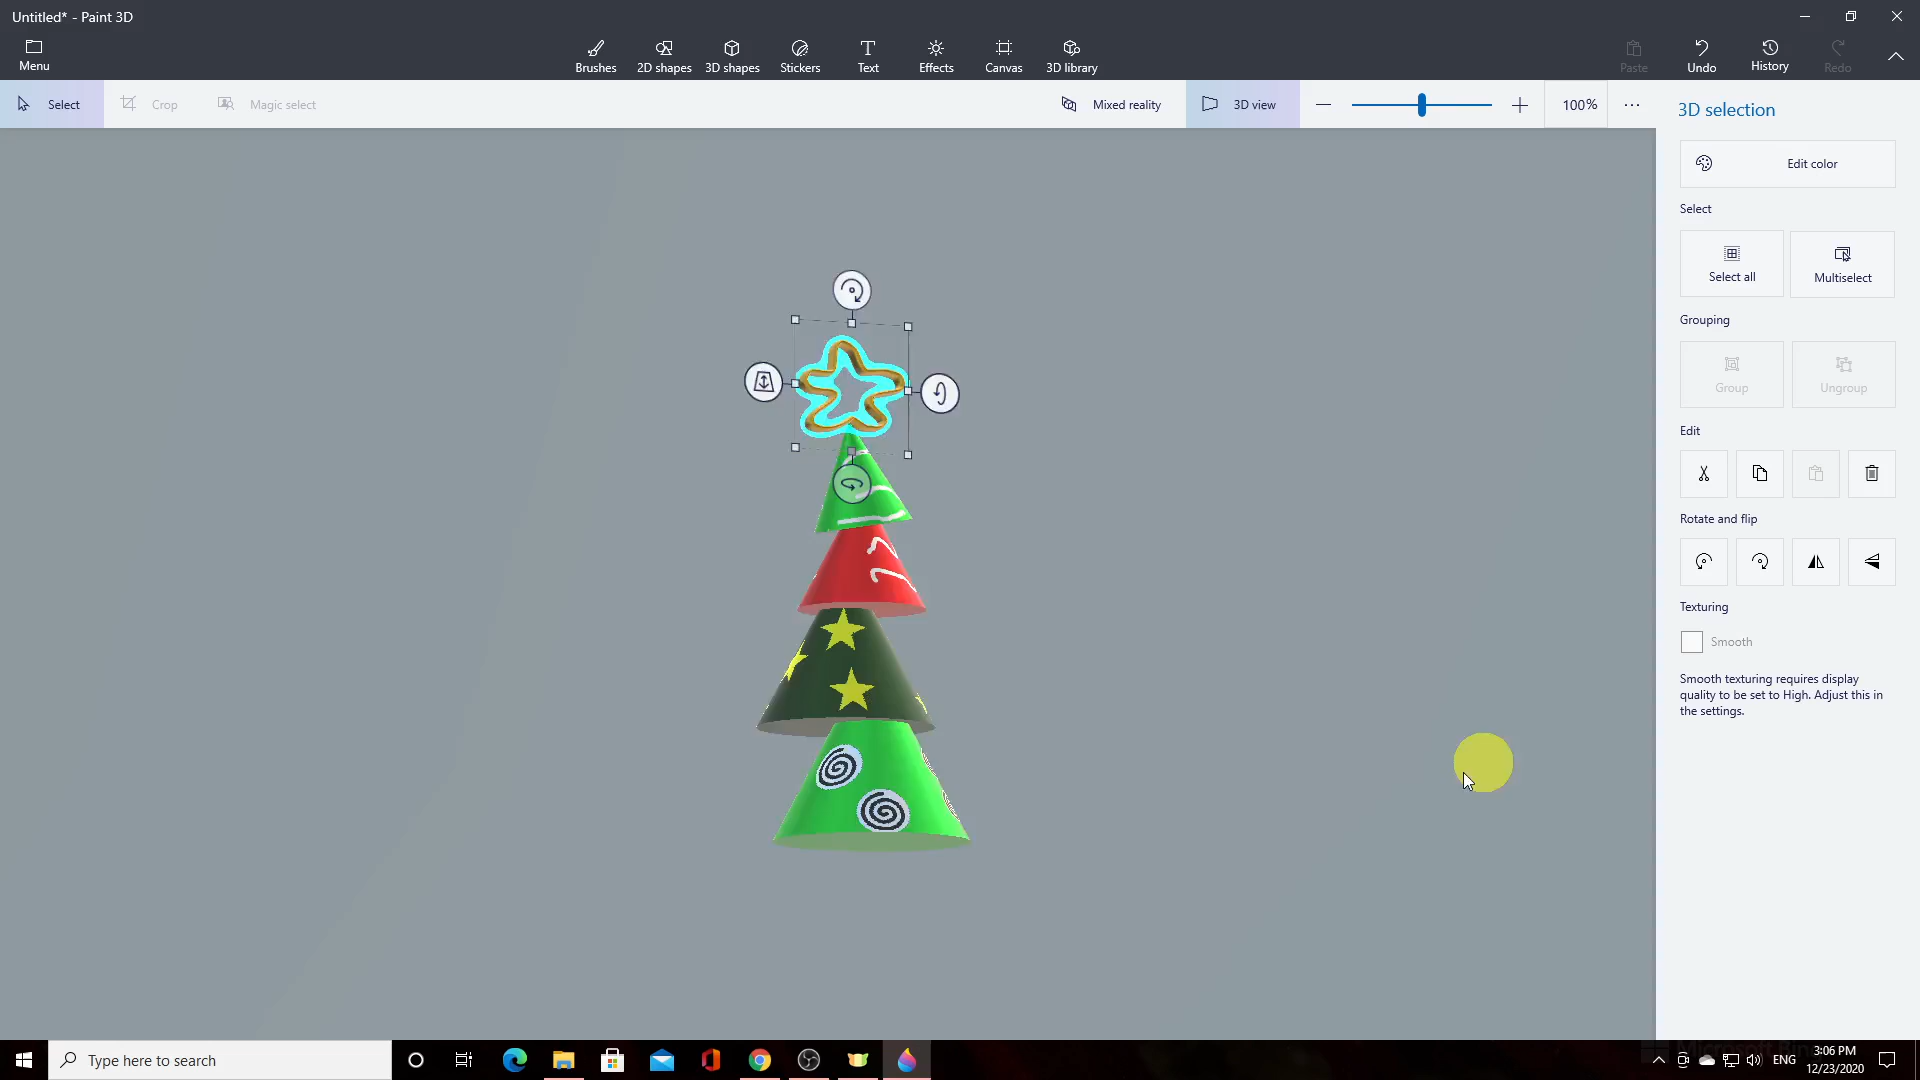 Untitled* - Paint 3D
Menu
Brushes
2D shapes
3D shapes
Stickers
Text
Effects
Canvas
3D library
Paste
Undo
History
Redo
Select
Crop
Magic select
Mixed reality
3D view
100%
3D selection
Edit color
Select
Select all
Multiselect
Grouping
Group
Ungroup
Edit
Rotate and flip
Texturing
Smooth
Smooth texturing requires display
quality to be set to High. Adjust this in
the settings.
Type here to search
ENG
3:06 PM
12/23/2020